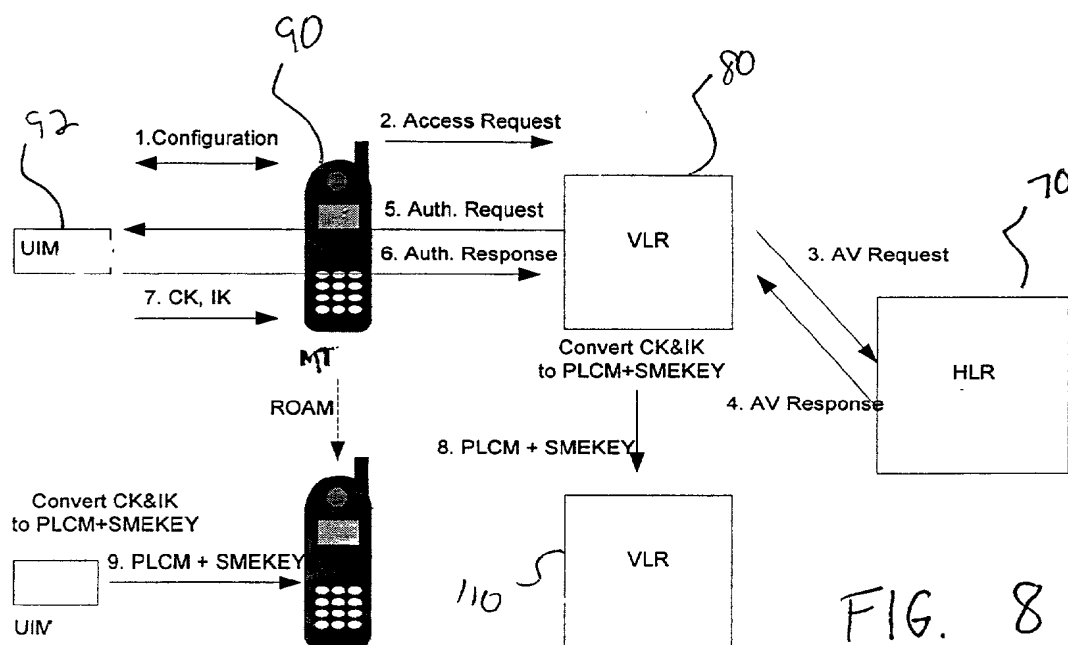 90
80
92
1.Configuration
2. Access Request
70
UIM
5. Auth. Request
VLR
3. AV Request
6. Auth. Response
7. CK, IK
MT
Convert CK&IK
to PLCM+SMEKEY
HLR
4. AV Response
ROAM
8. PLCM + SMEKEY
Convert CK&IK
to PLCM+SMEKEY
9. PLCM + SMEKEY
VLR
110
UIM
FIG. 8